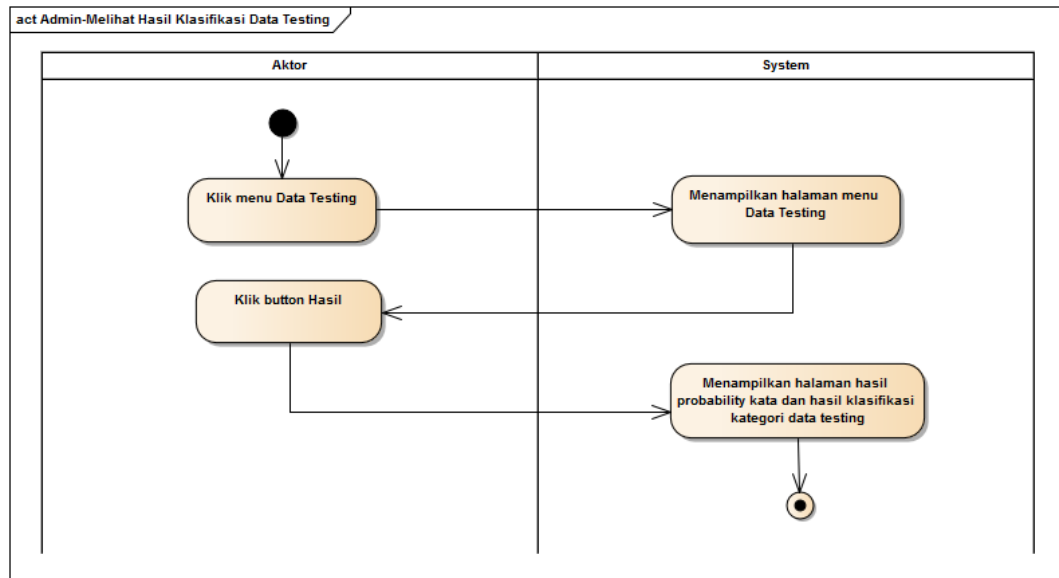 act Admin-Melihat Hasil Klasifikasi Data Testing
Aktor
System
Klik menu Data Testing
Menampilkan halaman menu
Data Testing
Klik button Hasil
Menampilkan halaman hasil
probability kata dan hasil klasifikasi
kategori data testing